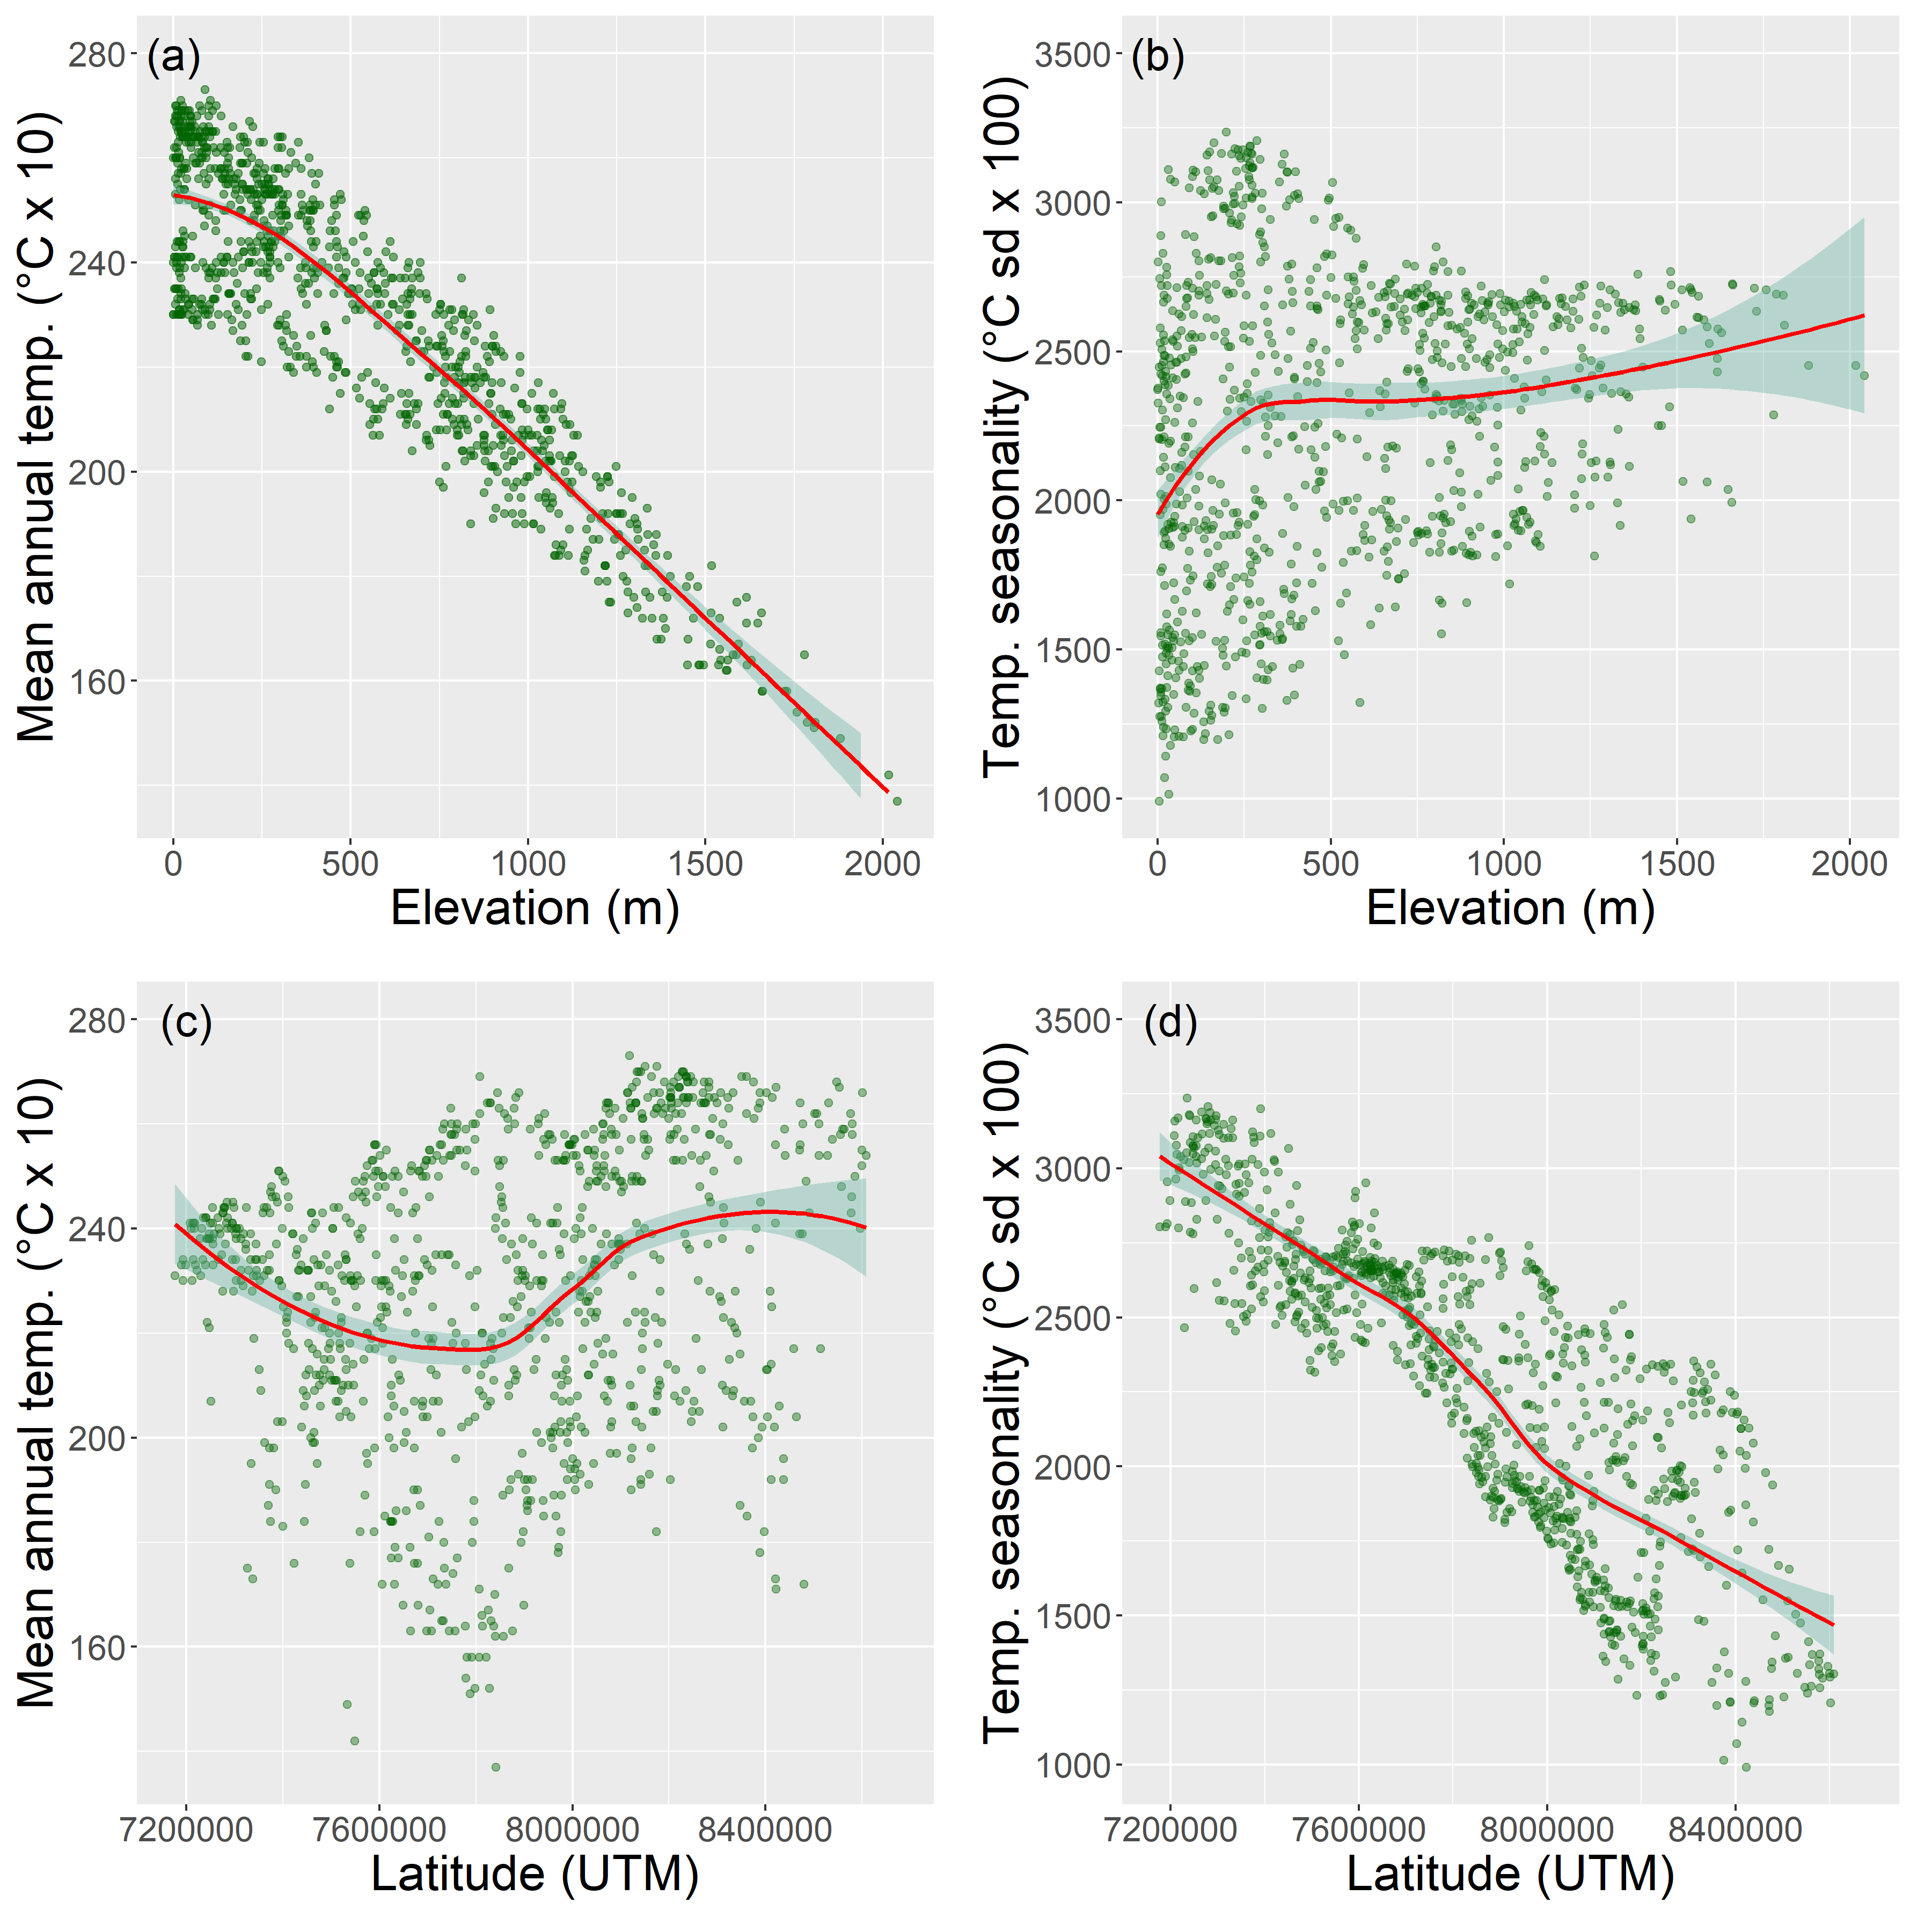 (a)
280
240
200
160
Mean annual temp. (°C x 10)
0 500 1000 1500 2000
Elevation (m)
(b)
3500
3000
2500
2000
1500
1000
Temp. seasonality (°C sd x 100)
0 500 1000 1500 2000
Elevation (m)
(c)
280
240
200
160
Mean annual temp. (°C x 10)
7200000 7600000 8000000 8400000
Latitude (UTM)
(d)
3500
3000
2500
2000
1500
1000
Temp. seasonality (°C sd x 100)
7200000 7600000 8000000 8400000
Latitude (UTM)